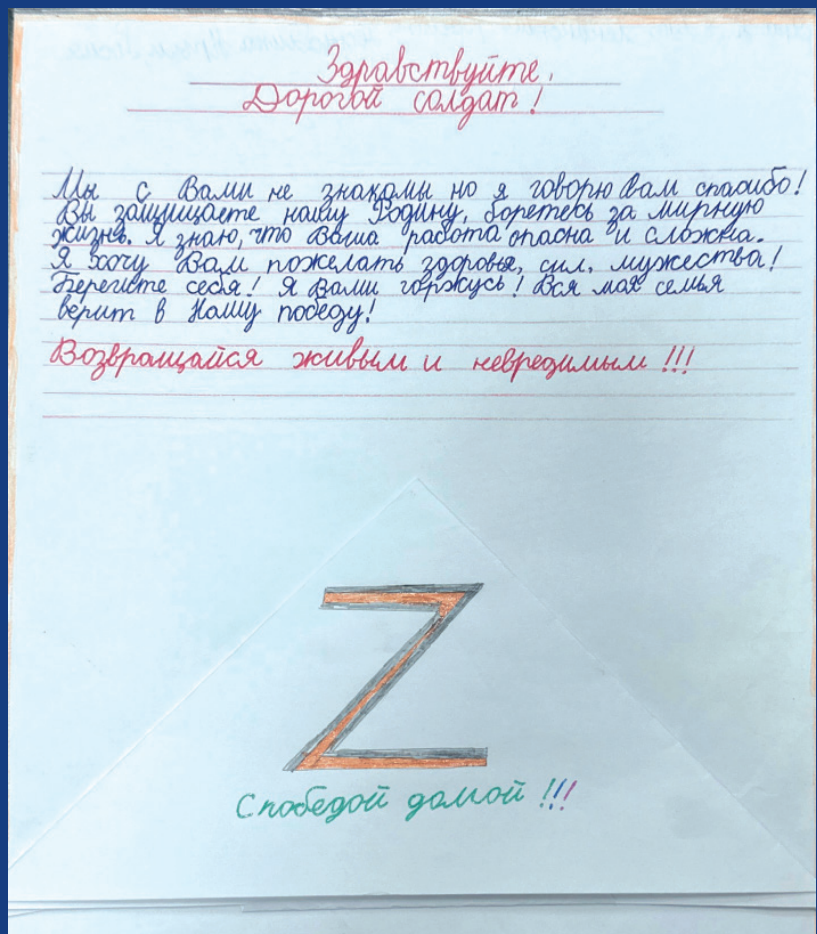 Здравствуйте,
Дорогой солдат!
Мы с Вами не знакомы но я говорю Вам спасибо!
Вы защищаете нашу Родину, боретесь за мирную
жизнь. Я знаю, что Ваша работа опасна и сложна.
Я хочу Вам пожелать здоровья, сил, мужества!
Берегите себя! Я Вами горжусь! Вся моя семья
верит в Нашу победу!
Возвращайся живым и невредимым!!!
Z
С победой домой!!!